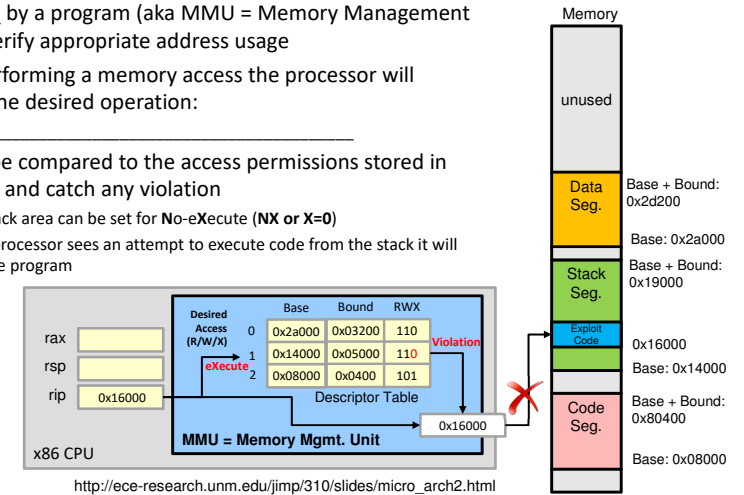 by a program (aka MMU = Memory Management
erify appropriate address usage
rforming a memory access the processor will
ne desired operation:
________________________________________
be compared to the access permissions stored in
and catch any violation
ack area can be set for No-eXecute (NX or X=0)
processor sees an attempt to execute code from the stack it will
e program
Memory
unused
Data
Seg.
Base + Bound:
0x2d200
Base: 0x2a000
Stack
Seg.
Base + Bound:
0x19000
Exploit
Code
0x16000
Base: 0x14000
Code
Seg.
Base + Bound:
0x80400
Base: 0x08000
Desired
Access
(R/W/X)
Base Bound RWX
0 0x2a000 0x03200 110
1 0x14000 0x05000 110
2 0x08000 0x0400 101
eXecute
Violation
Descriptor Table
rax
rsp
rip 0x16000
0x16000
MMU = Memory Mgmt. Unit
x86 CPU
http://ece-research.unm.edu/jimp/310/slides/micro_arch2.html